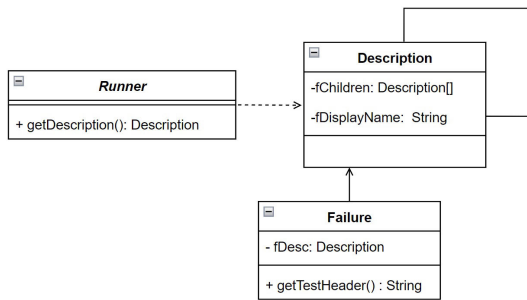 Runner
+ getDescription(): Description
Description
-fChildren: Description[]
-fDisplayName: String
Failure
- fDesc: Description
+ getTestHeader() : String